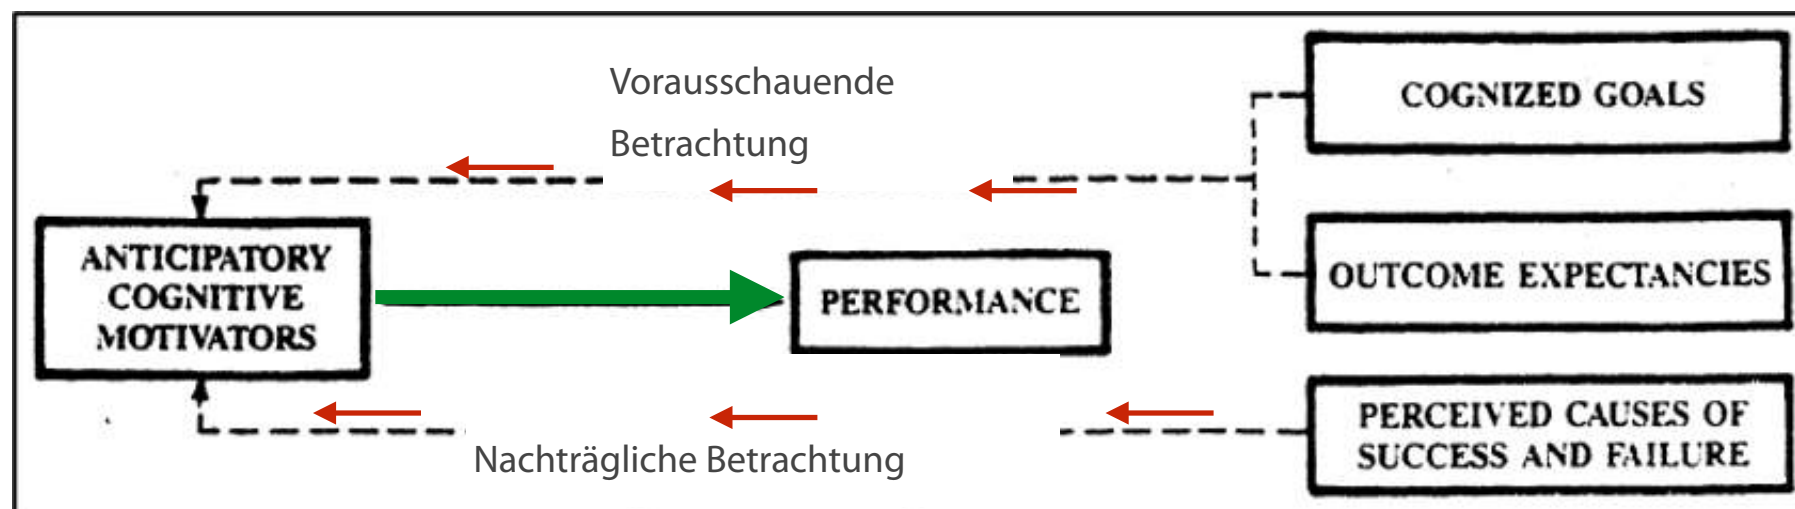 Vorausschauende
Betrachtung
COGNIZED GOALS
ANTICIPATORY
COGNITIVE
MOTIVATORS
PERFORMANCE
OUTCOME EXPECTANCIES
PERCEIVED CAUSES OF
SUCCESS AND FAILURE
Nachträgliche Betrachtung